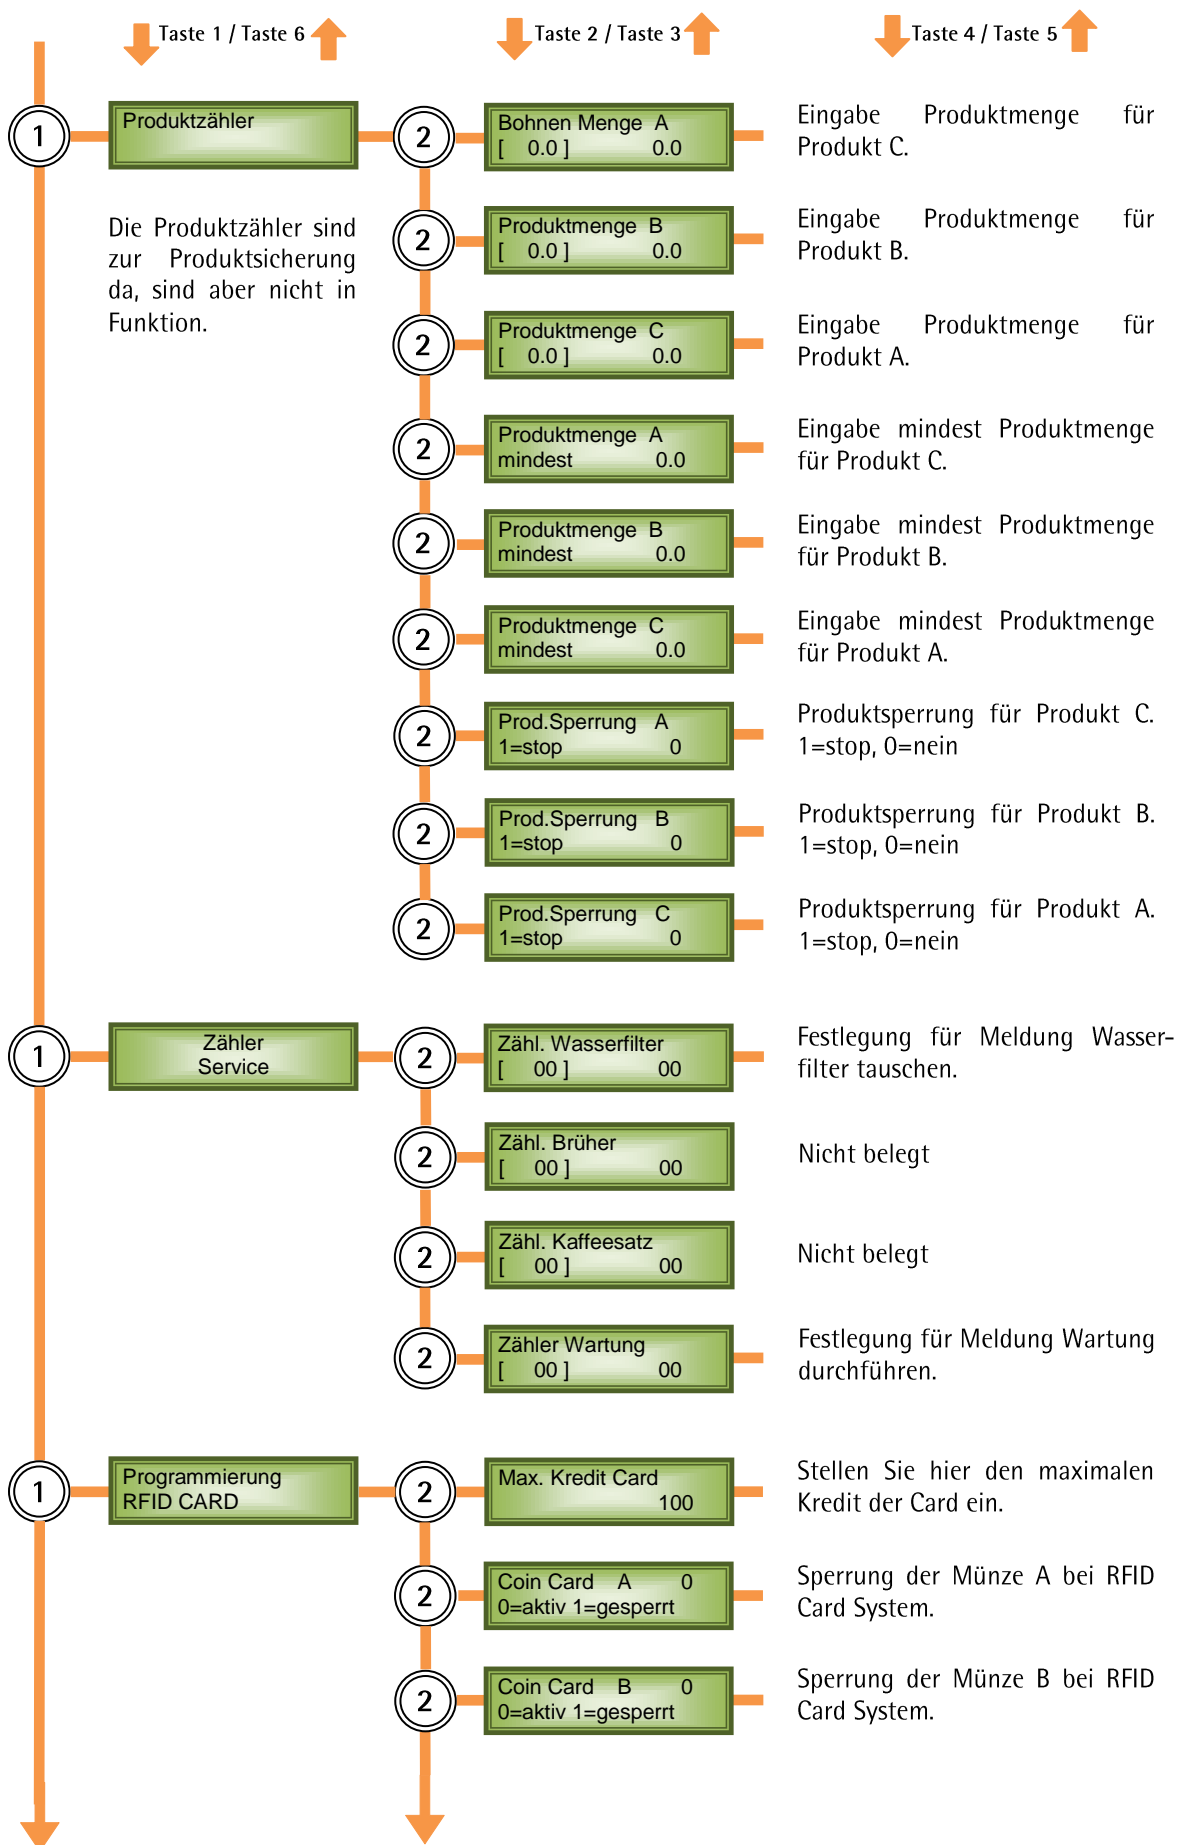 Taste 1 / Taste 6
Taste 2 / Taste 3
Taste 4 / Taste 5
1
Produktzähler
Die Produktzähler sind
zur Produktsicherung
da, sind aber nicht in
Funktion.
2
Bohnen Menge A
[ 0.0 ] 0.0
Eingabe Produktmenge für
Produkt C.
2
Produktmenge B
[ 0.0 ] 0.0
Eingabe Produktmenge für
Produkt B.
2
Produktmenge C
[ 0.0 ] 0.0
Eingabe Produktmenge für
Produkt A.
2
Produktmenge A
mindest 0.0
Eingabe mindest Produktmenge
für Produkt C.
2
Produktmenge B
mindest 0.0
Eingabe mindest Produktmenge
für Produkt B.
2
Produktmenge C
mindest 0.0
Eingabe mindest Produktmenge
für Produkt A.
2
Prod.Sperrung A
1=stop 0
Produktsperrung für Produkt C.
1=stop, 0=nein
2
Prod.Sperrung B
1=stop 0
Produktsperrung für Produkt B.
1=stop, 0=nein
2
Prod.Sperrung C
1=stop 0
Produktsperrung für Produkt A.
1=stop, 0=nein
1
Zähler
Service
2
Zähl. Wasserfilter
[ 00 ] 00
Festlegung für Meldung Wasser-
filter tauschen.
2
Zähl. Brüher
[ 00 ] 00
Nicht belegt
2
Zähl. Kaffeesatz
[ 00 ] 00
Nicht belegt
2
Zähler Wartung
[ 00 ] 00
Festlegung für Meldung Wartung
durchführen.
1
Programmierung
RFID CARD
2
Max. Kredit Card
100
Stellen Sie hier den maximalen
Kredit der Card ein.
2
Coin Card A 0
0=aktiv 1=gesperrt
Sperrung der Münze A bei RFID
Card System.
2
Coin Card B 0
0=aktiv 1=gesperrt
Sperrung der Münze B bei RFID
Card System.